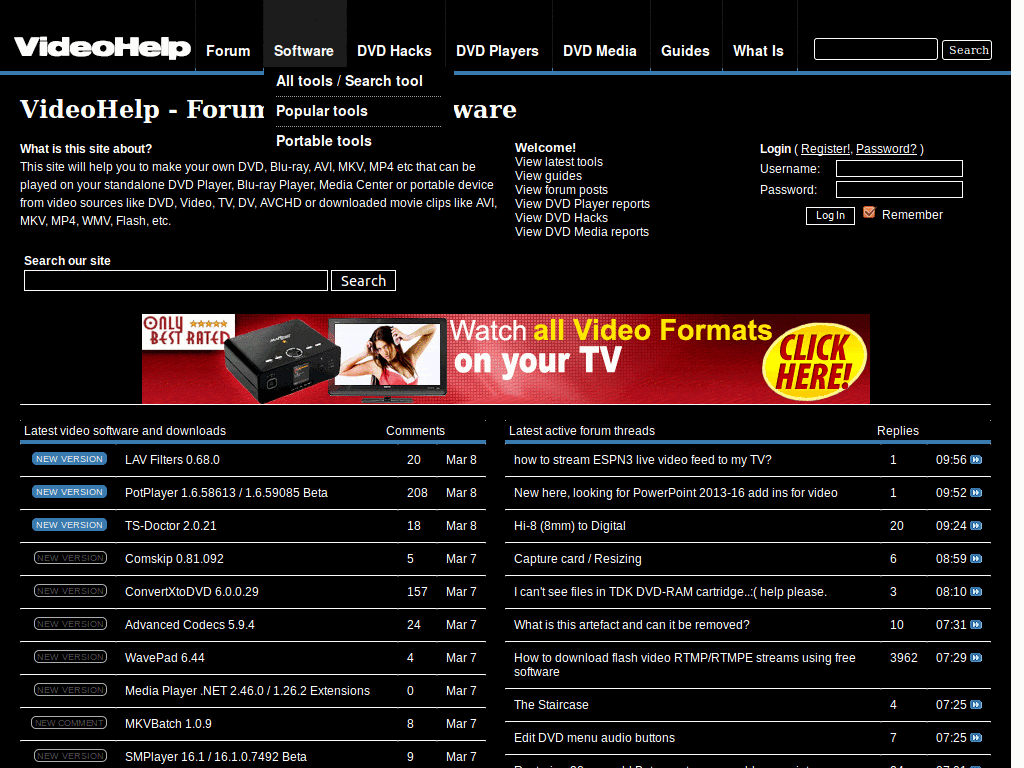 VideoHelp
Forum
Software
DVD Hacks
DVD Players
DVD Media
Guides
What Is
Search
All tools / Search tool
Popular tools
Portable tools
VideoHelp - Forum
ware
What is this site about?
This site will help you to make your own DVD, Blu-ray, AVI, MKV, MP4 etc that can be
played on your standalone DVD Player, Blu-ray Player, Media Center or portable device
from video sources like DVD, Video, TV, DV, AVCHD or downloaded movie clips like AVI,
MKV, MP4, WMV, Flash, etc.
Welcome!
View latest tools
View guides
View forum posts
View DVD Player reports
View DVD Hacks
View DVD Media reports
Login ( Register!, Password? )
Username:
Password:
Log In
Remember
Search our site
Search
ONLY
BEST RATED
Watch all Video Formats
on your TV
CLICK
HERE!
Latest video software and downloads Comments
NEW VERSION LAV Filters 0.68.0 20 Mar 8
NEW VERSION PotPlayer 1.6.58613 / 1.6.59085 Beta 208 Mar 8
NEW VERSION TS-Doctor 2.0.21 18 Mar 8
NEW VERSION Comskip 0.81.092 5 Mar 7
NEW VERSION ConvertXtoDVD 6.0.0.29 157 Mar 7
NEW VERSION Advanced Codecs 5.9.4 24 Mar 7
NEW VERSION WavePad 6.44 4 Mar 7
NEW VERSION Media Player .NET 2.46.0 / 1.26.2 Extensions 0 Mar 7
NEW COMMENT MKVBatch 1.0.9 8 Mar 7
NEW VERSION SMPlayer 16.1 / 16.1.0.7492 Beta 9 Mar 7
Latest active forum threads Replies
how to stream ESPN3 live video feed to my TV? 1 09:56
New here, looking for PowerPoint 2013-16 add ins for video 1 09:52
Hi-8 (8mm) to Digital 20 09:24
Capture card / Resizing 6 08:59
I can't see files in TDK DVD-RAM cartridge..:( help please. 3 08:10
What is this artefact and can it be removed? 10 07:31
How to download flash video RTMP/RTMPE streams using free 3962 07:29
software
The Staircase 4 07:25
Edit DVD menu audio buttons 7 07:25